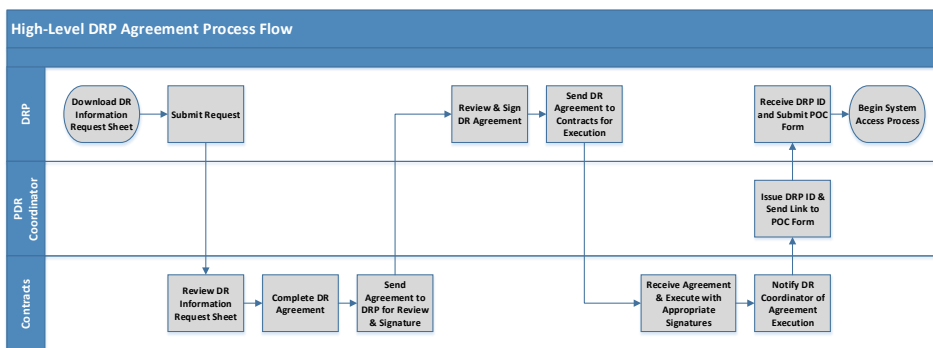 High-Level DRP Agreement Process Flow
DRP
Download DR
Information
Request Sheet
Submit Request
Review & Sign
DR Agreement
Send DR
Agreement to
Contracts for
Execution
Receive DRP ID
and Submit POC
Form
Begin System
Access Process
PDR
Coordinator
Issue DRP ID &
Send Link to
POC Form
Contracts
Review DR
Information
Request Sheet
Complete DR
Agreement
Send
Agreement to
DRP for Review
& Signature
Receive Agreement
& Execute with
Appropriate
Signatures
Notify DR
Coordinator of
Agreement
Execution